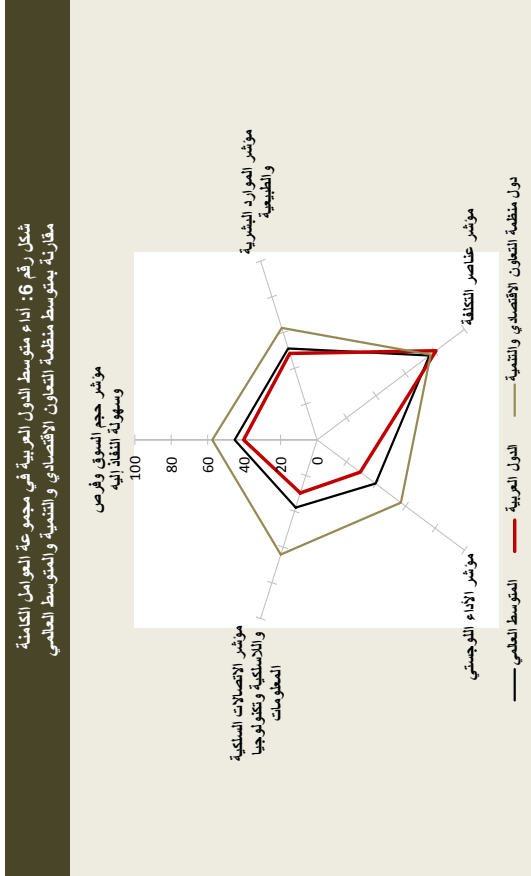 شكل رقم 6: أداء متوسط الدول العربية في مجموعة العوامل الكامنة
مقارنة بمتوسط منظمة التعاون الاقتصادي والتنمية والمتوسط العالمي
مؤشر حجم السوق وفرص
وسهولة النفاذ إليه
100
80
60
40
20
0
مؤشر الموارد البشرية
والطبيعية
مؤشر عناصر التكلفة
مؤشر الأداء اللوجستي
مؤشر الاتصالات السلكية
واللاسلكية وتكنولوجيا
المعلومات
المتوسط العالمي
الدول العربية
دول منظمة التعاون الاقتصادي والتنمية